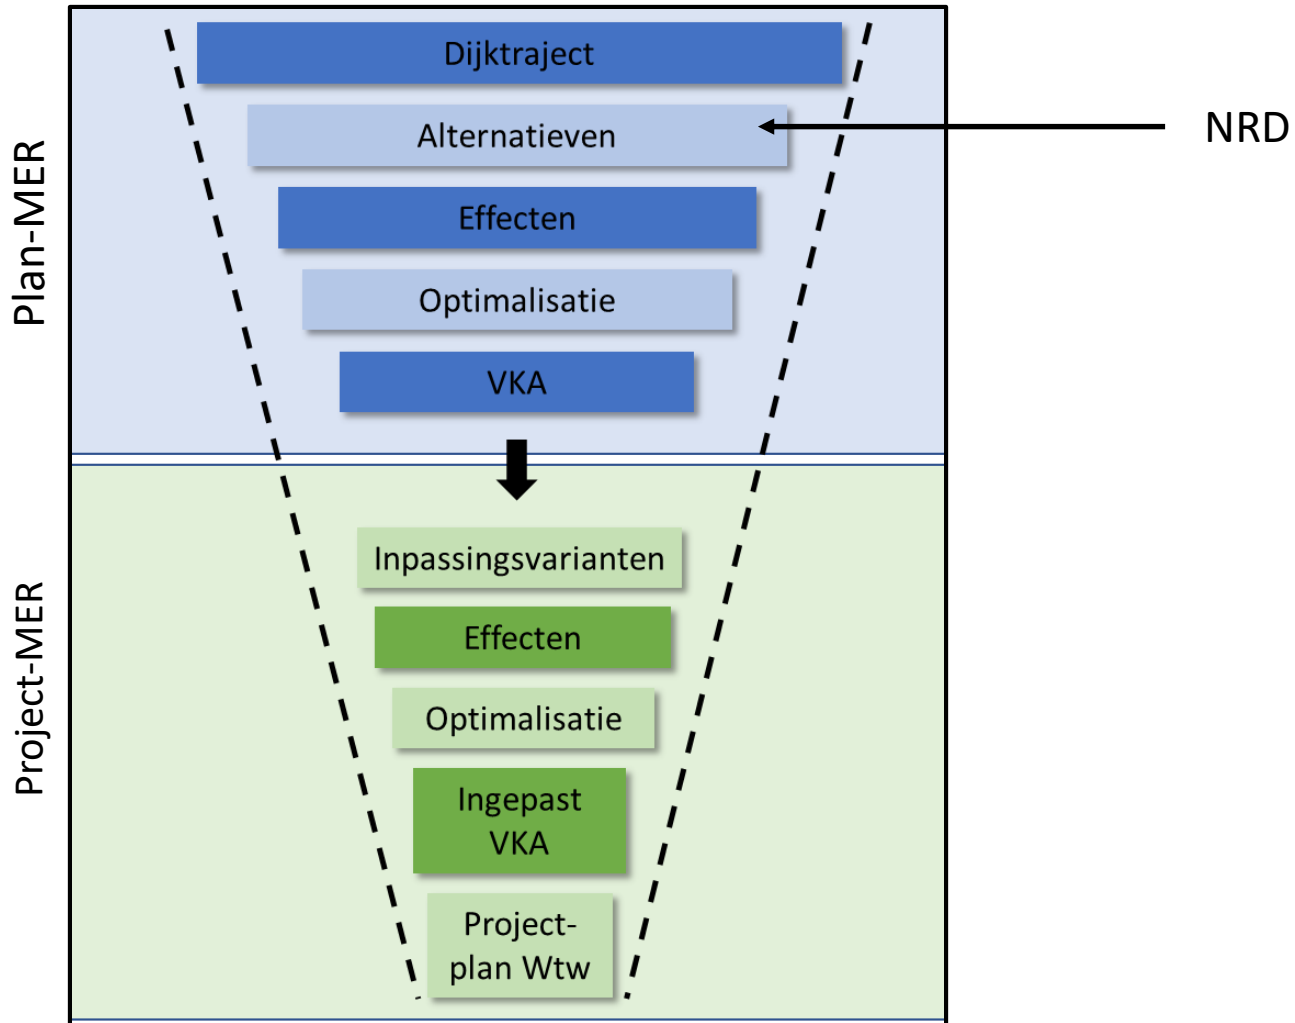 Plan-MER
Dijktraject
Alternatieven
NRD
Effecten
Optimalisatie
VKA
Project-MER
Inpassingsvarianten
Effecten
Optimalisatie
Ingepast
VKA
Project-
plan Wtw